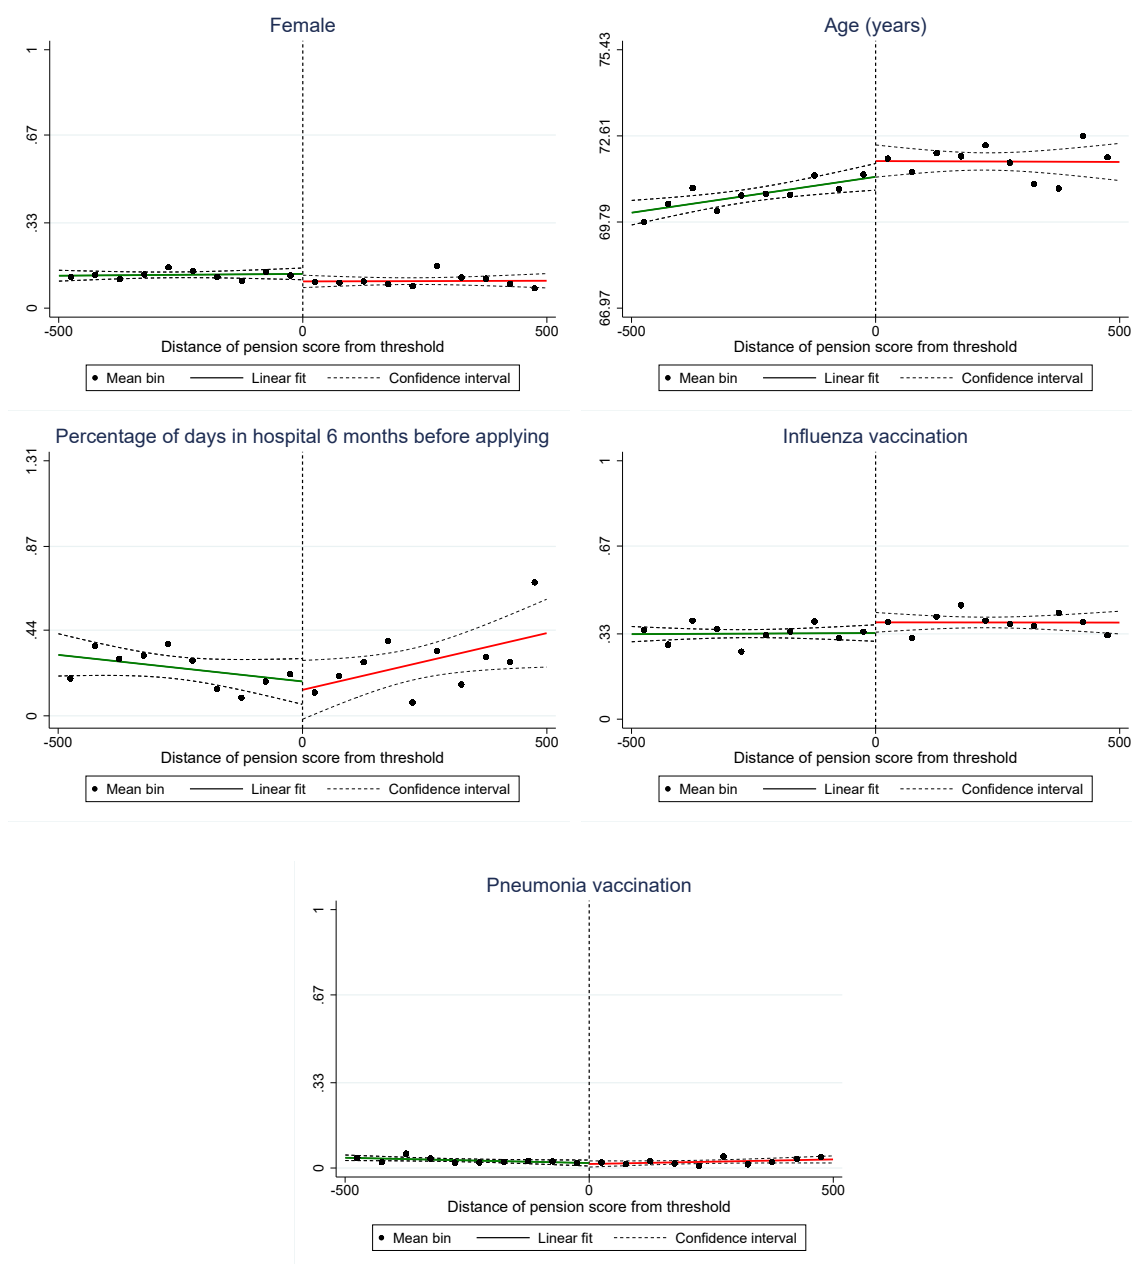 Female
1
.67
.33
0
-500
0
500
Distance of pension score from threshold
Mean bin
Linear fit
Confidence interval
Age (years)
75.43
72.61
69.79
66.97
-500
0
500
Distance of pension score from threshold
Mean bin
Linear fit
Confidence interval
Percentage of days in hospital 6 months before applying
1.31
.87
.44
0
-500
0
500
Distance of pension score from threshold
Mean bin
Linear fit
Confidence interval
Influenza vaccination
1
.67
.33
0
-500
0
500
Distance of pension score from threshold
Mean bin
Linear fit
Confidence interval
Pneumonia vaccination
1
.67
.33
0
-500
0
500
Distance of pension score from threshold
Mean bin
Linear fit
Confidence interval